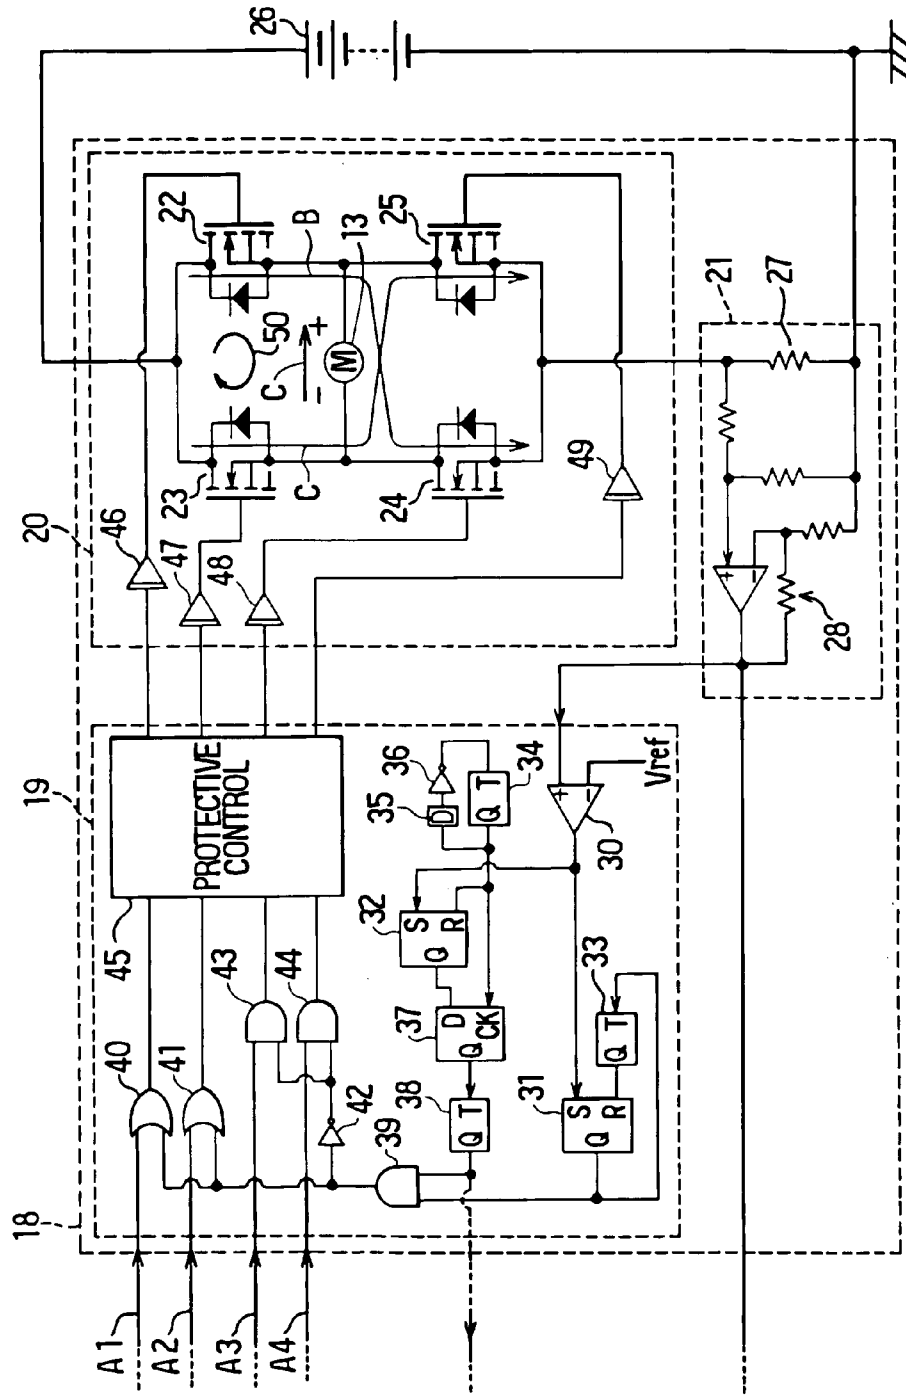 18
19
20
A1
A2
A3
A4
40
41
42
43
44
45
PROTECTIVE
CONTROL
46
47
48
49
22
23
24
25
26
B
C
C
50
+
−
M
13
39
38
Q T
37
D
Q
CK
32
S
Q
R
35
D
36
Q T
34
31
S
Q
R
33
Q T
30
+
−
Vref
21
27
28
+
−